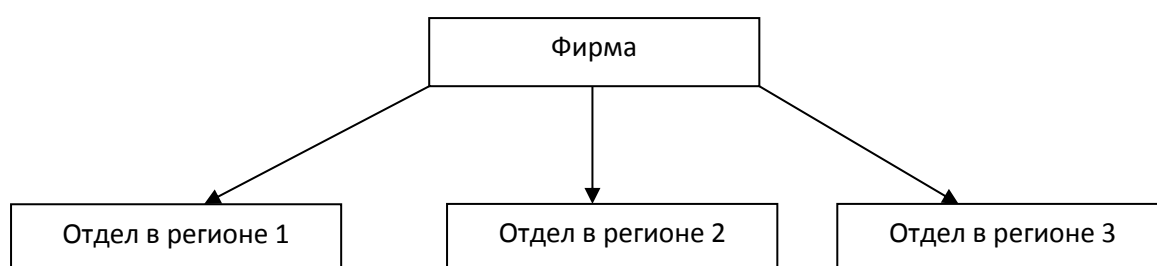 Фирма
Отдел в регионе 1
Отдел в регионе 2
Отдел в регионе 3